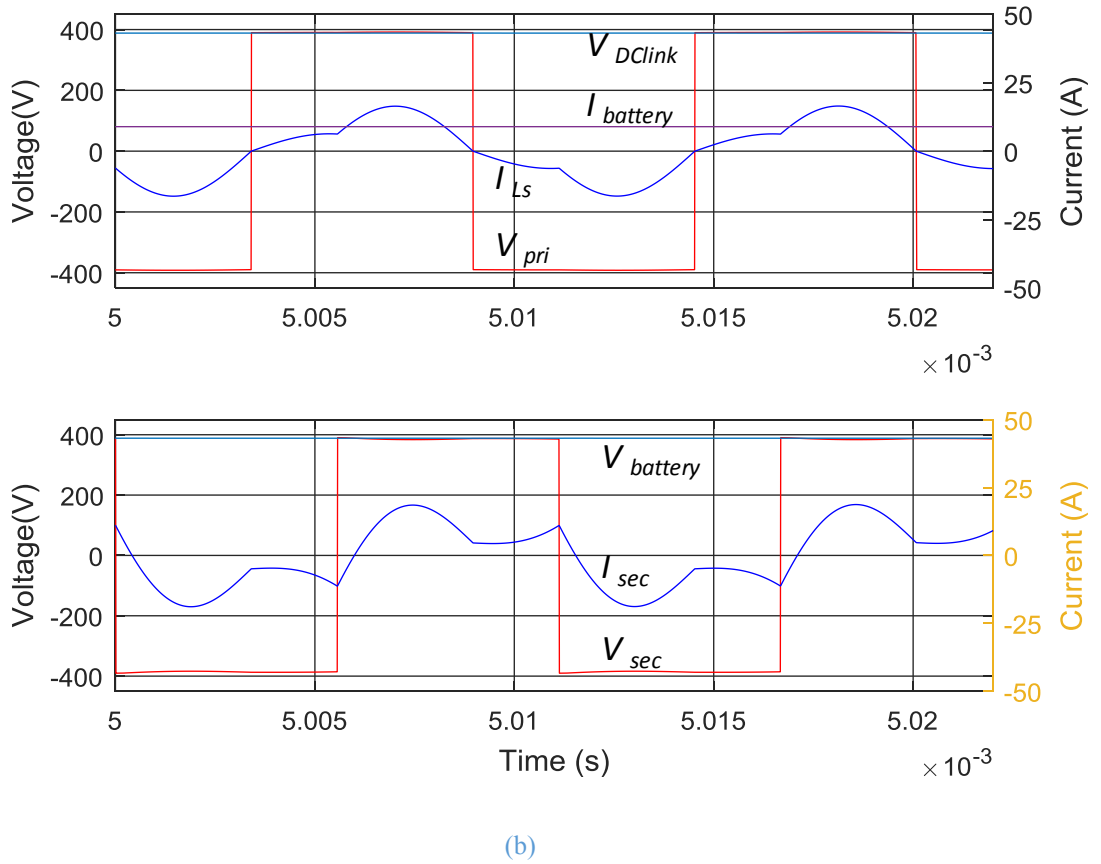 400
200
0
-200
-400
Voltage(V)
50
25
0
-25
-50
Current (A)
V DClink
I battery
I Ls
V pri
5 5.005 5.01 5.015 5.02
× 10-3
400
200
0
-200
-400
Voltage(V)
50
25
0
-25
-50
Current (A)
V battery
I sec
V sec
5 5.005 5.01 5.015 5.02
Time (s)
× 10-3
(b)